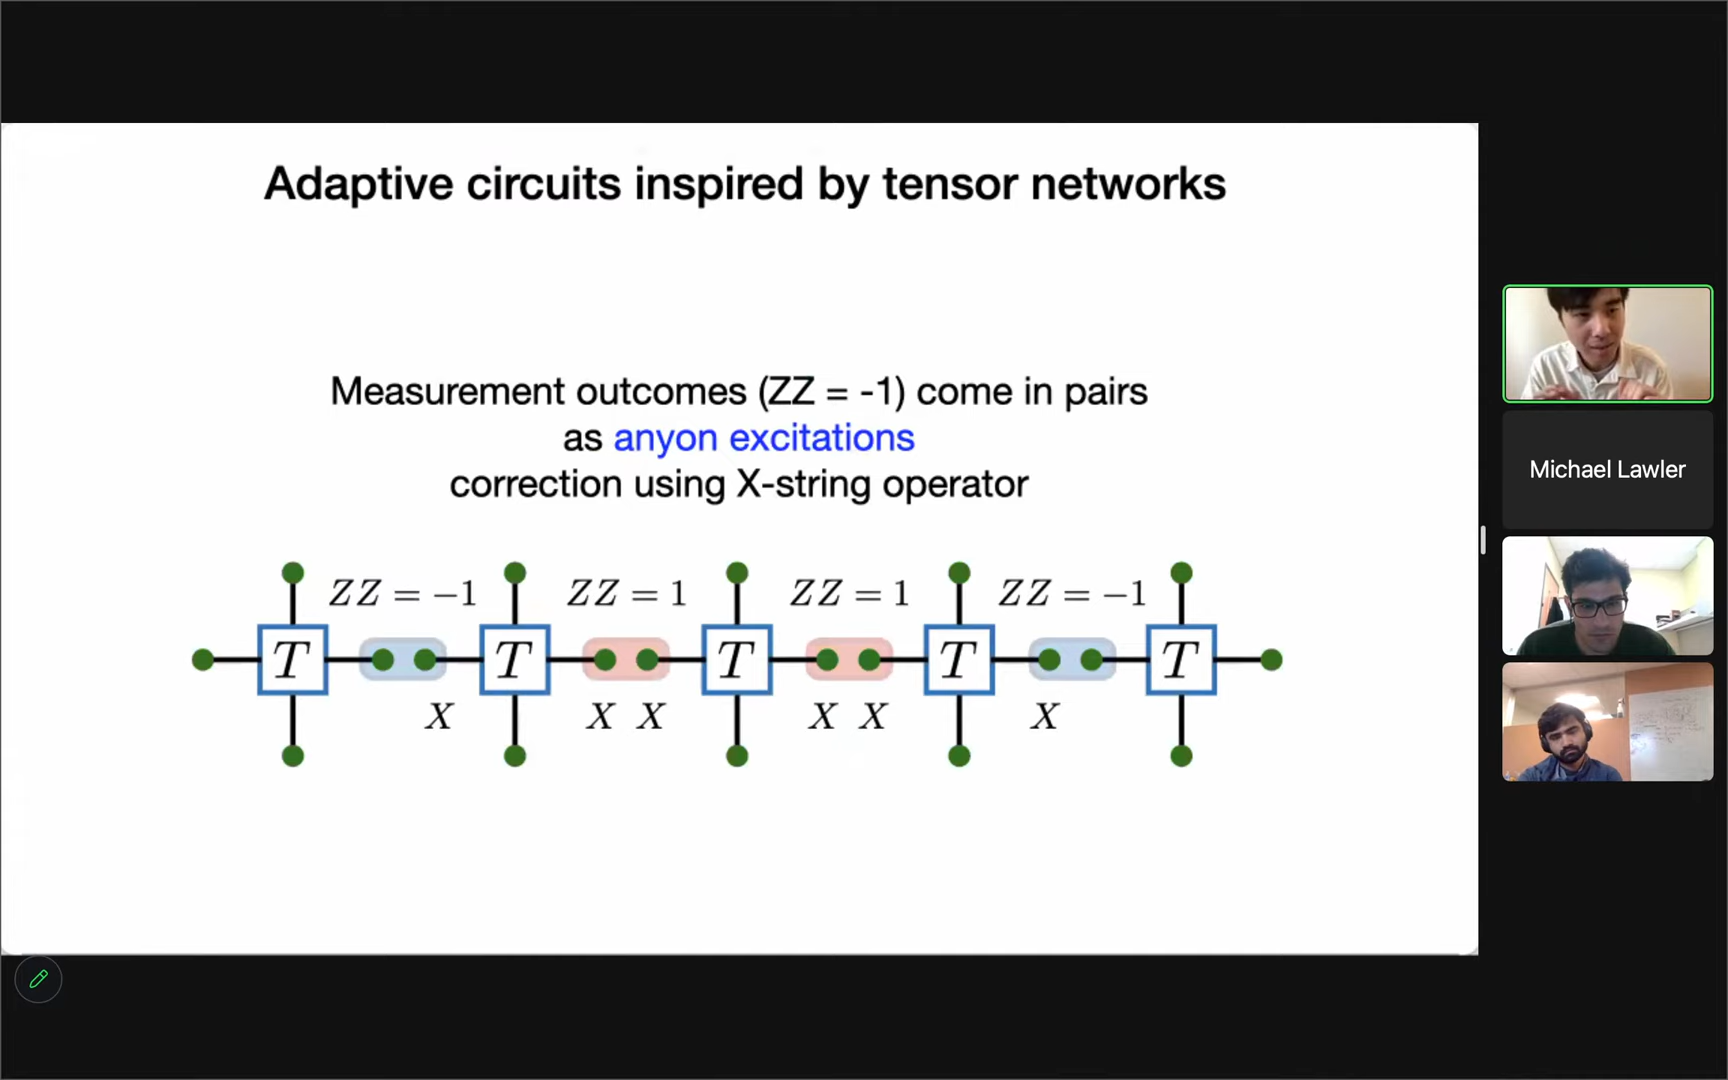 Adaptive circuits inspired by tensor networks
Measurement outcomes (ZZ = -1) come in pairs
as anyon excitations
correction using X-string operator
ZZ = −1 ZZ = 1 ZZ = 1 ZZ = −1
T T T T T
X X X X X X
Michael Lawler